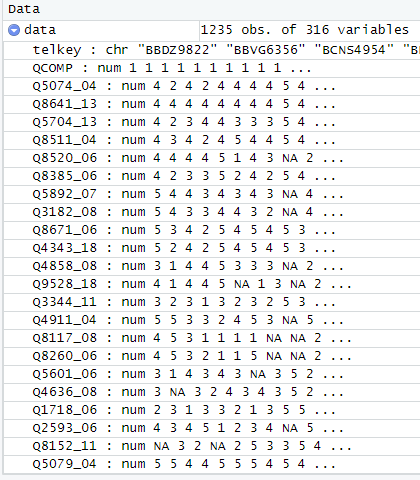 Data
data 1235 obs. of 316 variables
telkey : chr "BBDZ9822" "BBVG6356" "BCNS4954" "BE
QCOMP : num 1 1 1 1 1 1 1 1 1 1 ...
Q5074_04 : num 4 2 4 2 4 4 4 4 5 4 ...
Q8641_13 : num 4 4 4 4 4 4 4 4 5 4 ...
Q5704_13 : num 4 2 3 4 4 3 3 3 5 4 ...
Q8511_04 : num 4 3 4 2 4 5 4 4 5 4 ...
Q8520_06 : num 4 4 4 4 5 1 4 3 NA 2 ...
Q8385_06 : num 4 2 3 3 5 2 4 2 5 4 ...
Q5892_07 : num 5 4 4 3 4 3 4 3 NA 4 ...
Q3182_08 : num 5 4 3 3 4 4 3 2 NA 4 ...
Q8671_06 : num 5 3 4 2 5 4 5 4 5 3 ...
Q4343_18 : num 5 2 4 2 5 4 5 4 5 3 ...
Q4858_08 : num 3 1 4 4 5 3 3 3 NA 2 ...
Q9528_18 : num 4 1 4 4 5 NA 1 3 NA 2 ...
Q3344_11 : num 3 2 3 1 3 2 3 2 5 3 ...
Q4911_04 : num 5 5 3 3 2 4 5 3 NA 5 ...
Q8117_08 : num 4 5 3 1 1 1 1 NA NA 2 ...
Q8260_06 : num 4 5 3 2 1 1 5 NA NA 2 ...
Q5601_06 : num 3 1 4 3 4 3 NA 3 5 2 ...
Q4636_08 : num 3 NA 3 2 4 3 4 3 5 2 ...
Q1718_06 : num 2 3 1 3 3 2 1 3 5 5 ...
Q2593_06 : num 4 3 4 5 1 2 3 4 NA 5 ...
Q8152_11 : num NA 3 2 NA 2 5 3 3 5 4 ...
Q5079_04 : num 5 5 4 4 5 5 5 4 5 4 ...